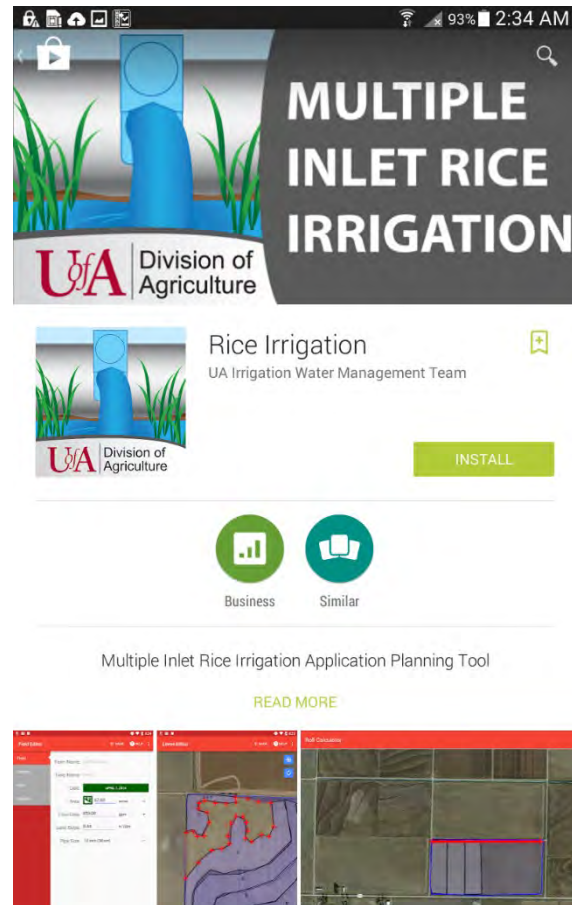 93% 2:34 AM
MULTIPLE
INLET RICE
IRRIGATION
UofA Division of
Agriculture
Rice Irrigation
UA Irrigation Water Management Team
UofA Division of
Agriculture
INSTALL
Business Similar
Multiple Inlet Rice Irrigation Application Planning Tool
READ MORE